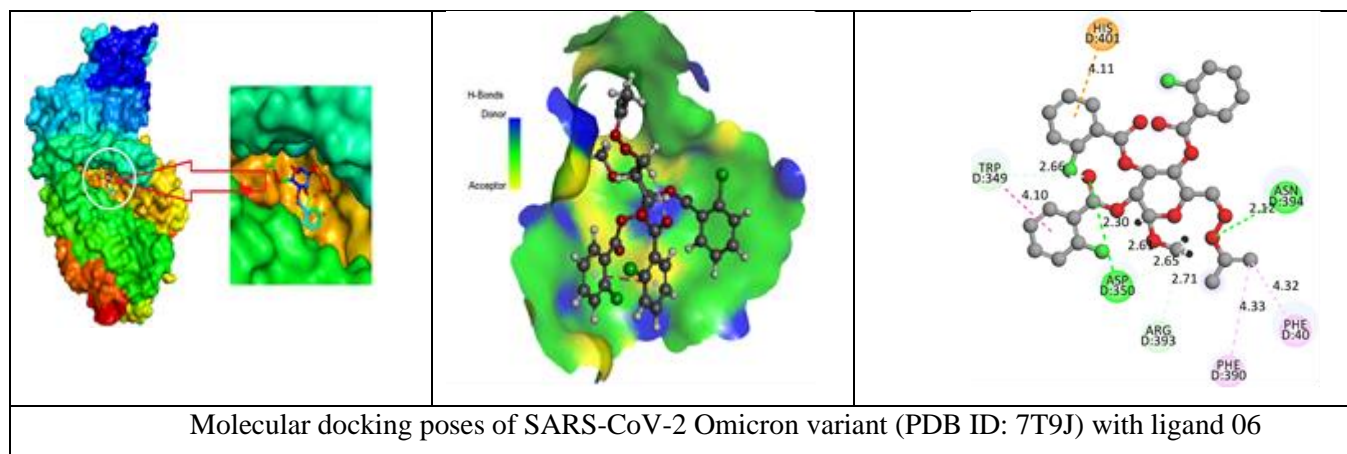 H-Bonds
Donor
Acceptor
HIS
D:401
4.11
TRP
D:349
2.66
4.10
ASN
D:394
2.12
2.30
2.65
2.71
ASP
D:350
4.32
4.33
ARG
D:393
PHE
D:40
PHE
D:390
Molecular docking poses of SARS-CoV-2 Omicron variant (PDB ID: 7T9J) with ligand 06